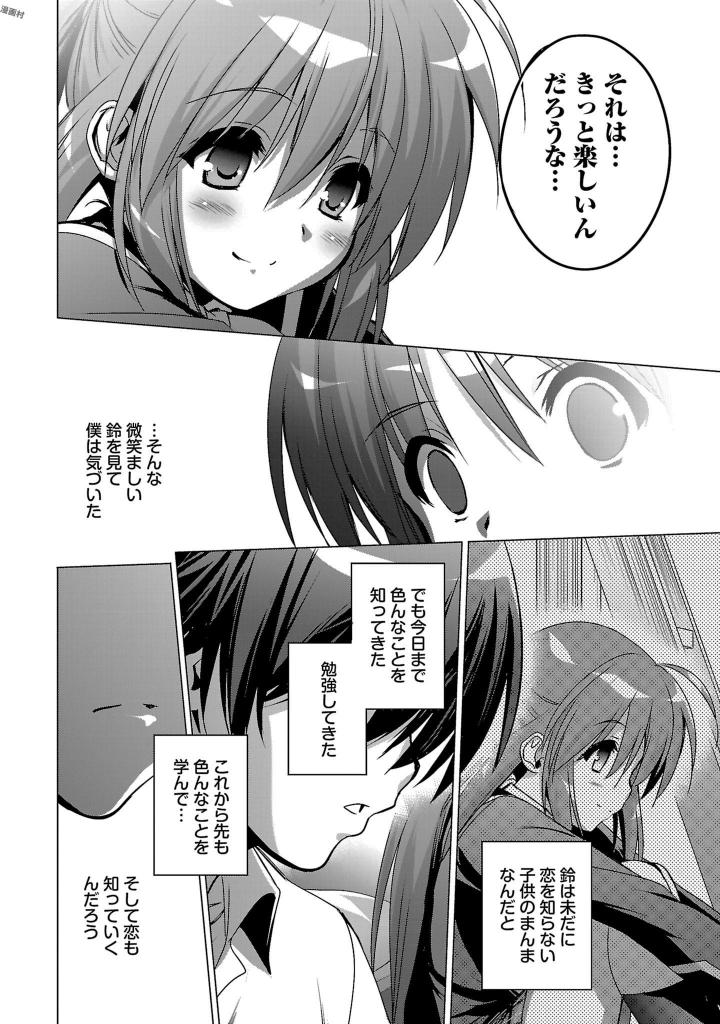 漫画村
それは…
きっと楽しいん
だろうな…
…そんな
微笑ましい
鈴を見て
僕は気づいた
鈴は未だに
恋を知らない
子供のまんま
なんだと
でも今日まで
色んなことを
知ってきた
勉強してきた
これから先も
色んなことを
学んで…
そして恋も
知っていく
んだろう